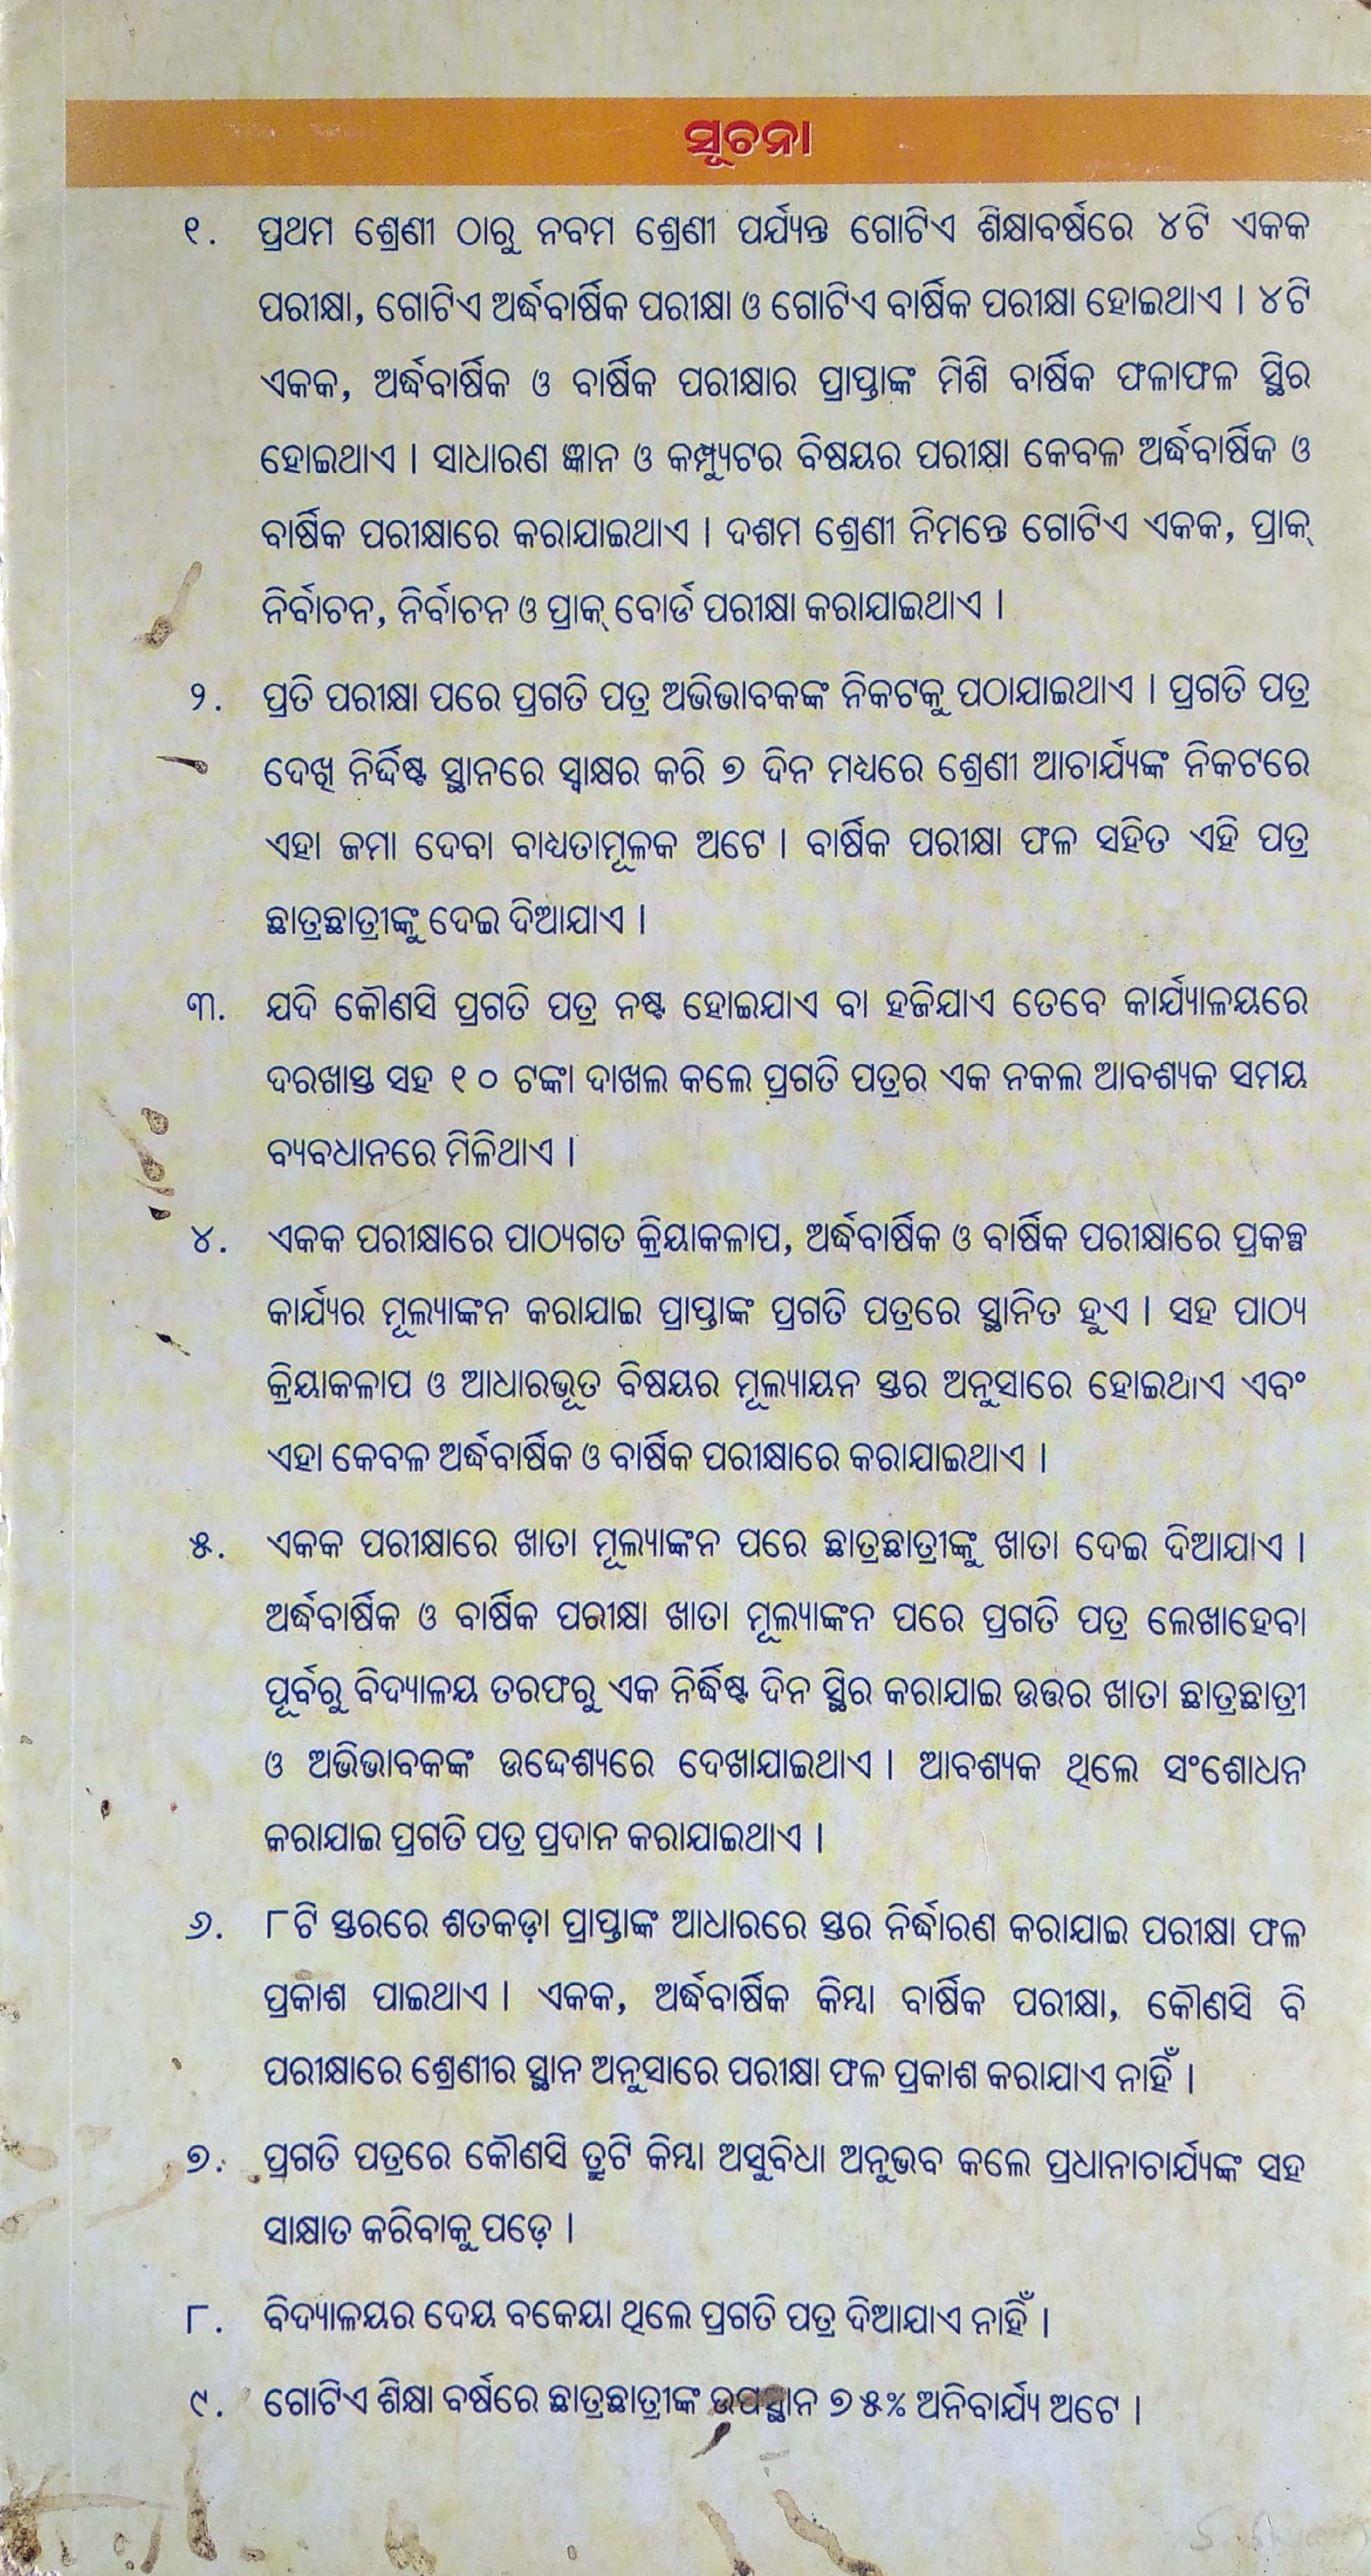 ସୂଚନା
୧. ପ୍ରଥମ ଶ୍ରେଣୀ ଠାରୁ ନବମ ଶ୍ରେଣୀ ପର୍ଯ୍ୟନ୍ତ ଗୋଟିଏ ଶିକ୍ଷାବର୍ଷରେ ୪ଟି ଏକକ
ପରୀକ୍ଷା, ଗୋଟିଏ ଅର୍ଦ୍ଧବାର୍ଷିକ ପରୀକ୍ଷା ଓ ଗୋଟିଏ ବାର୍ଷିକ ପରୀକ୍ଷା ହୋଇଥାଏ । ୪ଟି
ଏକକ, ଅର୍ଦ୍ଧବାର୍ଷିକ ଓ ବାର୍ଷିକ ପରୀକ୍ଷାର ପ୍ରାପ୍ତାଙ୍କ ମିଶି ବାର୍ଷିକ ଫଳାଫଳ ସ୍ଥିର
ହୋଇଥାଏ । ସାଧାରଣ ଜ୍ଞାନ ଓ କମ୍ପ୍ୟୁଟର ବିଷୟର ପରୀକ୍ଷା କେବଳ ଅର୍ଦ୍ଧବାର୍ଷିକ ଓ
ବାର୍ଷିକ ପରୀକ୍ଷାରେ କରାଯାଇଥାଏ । ଦଶମ ଶ୍ରେଣୀ ନିମନ୍ତେ ଗୋଟିଏ ଏକକ, ପ୍ରାକ୍
ନିର୍ବାଚନ, ନିର୍ବାଚନ ଓ ପ୍ରାକ୍ ବୋର୍ଡ ପରୀକ୍ଷା କରାଯାଇଥାଏ ।
୨. ପ୍ରତି ପରୀକ୍ଷା ପରେ ପ୍ରଗତି ପତ୍ର ଅଭିଭାବକଙ୍କ ନିକଟକୁ ପଠାଯାଇଥାଏ । ପ୍ରଗତି ପତ୍ର
ଦେଖି ନିର୍ଦ୍ଦିଷ୍ଟ ସ୍ଥାନରେ ସ୍ୱାକ୍ଷର କରି ୭ ଦିନ ମଧ୍ୟରେ ଶ୍ରେଣୀ ଆଚାର୍ଯ୍ୟଙ୍କ ନିକଟରେ
ଏହା ଜମା ଦେବା ବାଧ୍ୟତାମୂଳକ ଅଟେ । ବାର୍ଷିକ ପରୀକ୍ଷା ଫଳ ସହିତ ଏହି ପତ୍ର
ଛାତ୍ରଛାତ୍ରୀଙ୍କୁ ଦେଇ ଦିଆଯାଏ ।
୩. ଯଦି କୌଣସି ପ୍ରଗତି ପତ୍ର ନଷ୍ଟ ହୋଇଯାଏ ବା ହଜିଯାଏ ତେବେ କାର୍ଯ୍ୟାଳୟରେ
ଦରଖାସ୍ତ ସହ ୧୦ ଟଙ୍କା ଦାଖଲ କଲେ ପ୍ରଗତି ପତ୍ରର ଏକ ନକଲ ଆବଶ୍ୟକ ସମୟ
ବ୍ୟବଧାନରେ ମିଳିଥାଏ ।
୪. ଏକକ ପରୀକ୍ଷାରେ ପାଠ୍ୟଗତ କ୍ରିୟାକଳାପ, ଅର୍ଦ୍ଧବାର୍ଷିକ ଓ ବାର୍ଷିକ ପରୀକ୍ଷାରେ ପ୍ରକଳ୍ପ
କାର୍ଯ୍ୟର ମୂଲ୍ୟାଙ୍କନ କରାଯାଇ ପ୍ରାପ୍ତାଙ୍କ ପ୍ରଗତି ପତ୍ରରେ ସ୍ଥାନିତ ହୁଏ । ସହ ପାଠ୍ୟ
କ୍ରିୟାକଳାପ ଓ ଆଧାରଭୂତ ବିଷୟର ମୂଲ୍ୟାୟନ ସ୍ତର ଅନୁସାରେ ହୋଇଥାଏ ଏବଂ
ଏହା କେବଳ ଅର୍ଦ୍ଧବାର୍ଷିକ ଓ ବାର୍ଷିକ ପରୀକ୍ଷାରେ କରାଯାଇଥାଏ ।
୫. ଏକକ ପରୀକ୍ଷାରେ ଖାତା ମୂଲ୍ୟାଙ୍କନ ପରେ ଛାତ୍ରଛାତ୍ରୀଙ୍କୁ ଖାତା ଦେଇ ଦିଆଯାଏ ।
ଅର୍ଦ୍ଧବାର୍ଷିକ ଓ ବାର୍ଷିକ ପରୀକ୍ଷା ଖାତା ମୂଲ୍ୟାଙ୍କନ ପରେ ପ୍ରଗତି ପତ୍ର ଲେଖାହେବା
ପୂର୍ବରୁ ବିଦ୍ୟାଳୟ ତରଫରୁ ଏକ ନିର୍ଦ୍ଧିଷ୍ଟ ଦିନ ସ୍ଥିର କରାଯାଇ ଉତ୍ତର ଖାତା ଛାତ୍ରଛାତ୍ରୀ
ଓ ଅଭିଭାବକଙ୍କ ଉଦ୍ଦେଶ୍ୟରେ ଦେଖାଯାଇଥାଏ । ଆବଶ୍ୟକ ଥିଲେ ସଂଶୋଧନ
କରାଯାଇ ପ୍ରଗତି ପତ୍ର ପ୍ରଦାନ କରାଯାଇଥାଏ ।
୬. ୮ଟି ସ୍ତରରେ ଶତକଡ଼ା ପ୍ରାପ୍ତାଙ୍କ ଆଧାରରେ ସ୍ତର ନିର୍ଦ୍ଧାରଣ କରାଯାଇ ପରୀକ୍ଷା ଫଳ
ପ୍ରକାଶ ପାଇଥାଏ । ଏକକ, ଅର୍ଦ୍ଧବାର୍ଷିକ କିମ୍ବା ବାର୍ଷିକ ପରୀକ୍ଷା, କୌଣସି ବି
ପରୀକ୍ଷାରେ ଶ୍ରେଣୀର ସ୍ଥାନ ଅନୁସାରେ ପରୀକ୍ଷା ଫଳ ପ୍ରକାଶ କରାଯାଏ ନାହିଁ ।
୭. ପ୍ରଗତି ପତ୍ରରେ କୌଣସି ତ୍ରୁଟି କିମ୍ବା ଅସୁବିଧା ଅନୁଭବ କଲେ ପ୍ରଧାନାଚାର୍ଯ୍ୟଙ୍କ ସହ
ସାକ୍ଷାତ କରିବାକୁ ପଡ଼େ ।
୮. ବିଦ୍ୟାଳୟର ଦେୟ ବକେୟା ଥିଲେ ପ୍ରଗତି ପତ୍ର ଦିଆଯାଏ ନାହିଁ ।
୯. ଗୋଟିଏ ଶିକ୍ଷା ବର୍ଷରେ ଛାତ୍ରଛାତ୍ରୀଙ୍କ ଉପସ୍ଥାନ ୭୫% ଅନିବାର୍ଯ୍ୟ ଅଟେ ।